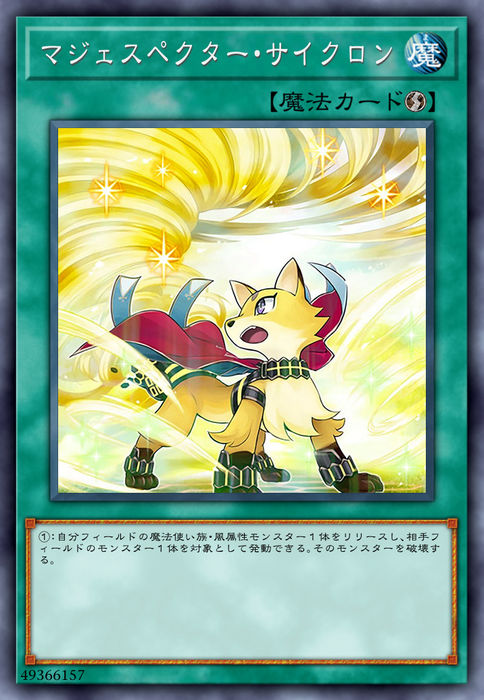 マジェスペクター・サイクロン 魔
【魔法カード】
①：自分フィールドの魔法使い族・風属性モンスター１体をリリースし、相手フ
ィールドのモンスター１体を対象として発動できる。そのモンスターを破壊す
る。
49366157